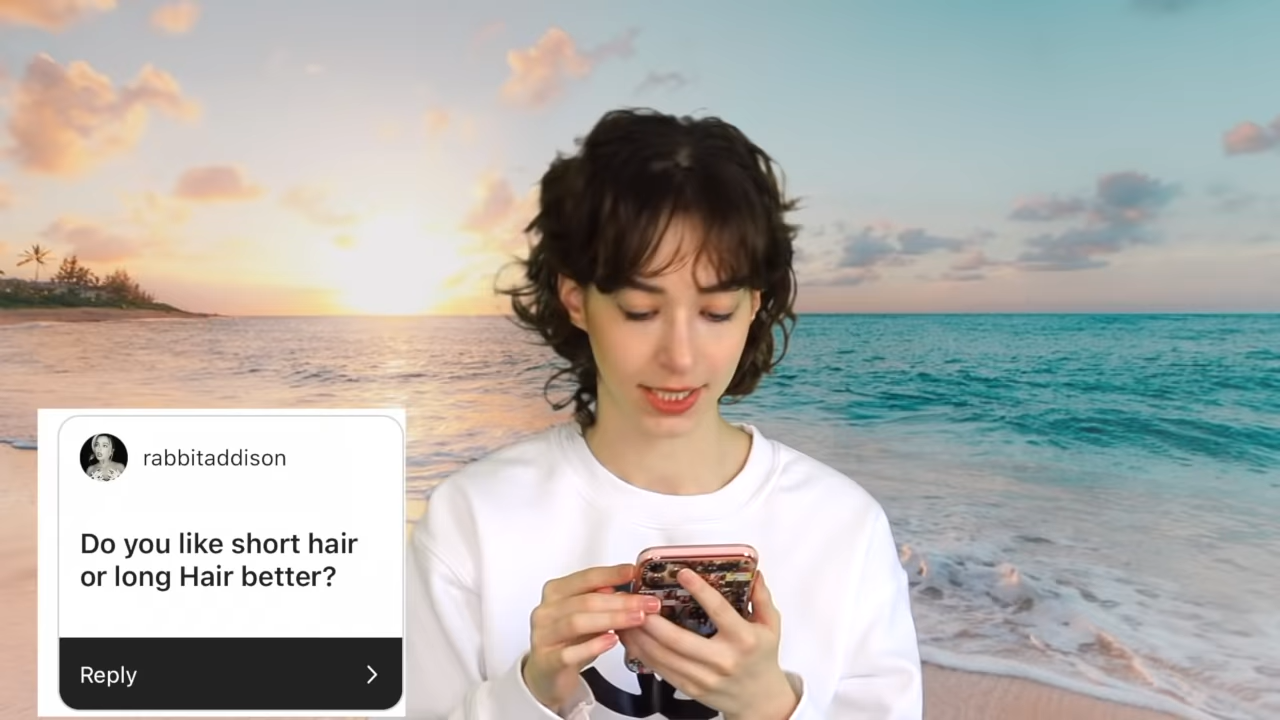 rabbitaddison
Do you like short hair
or long Hair better?
Reply